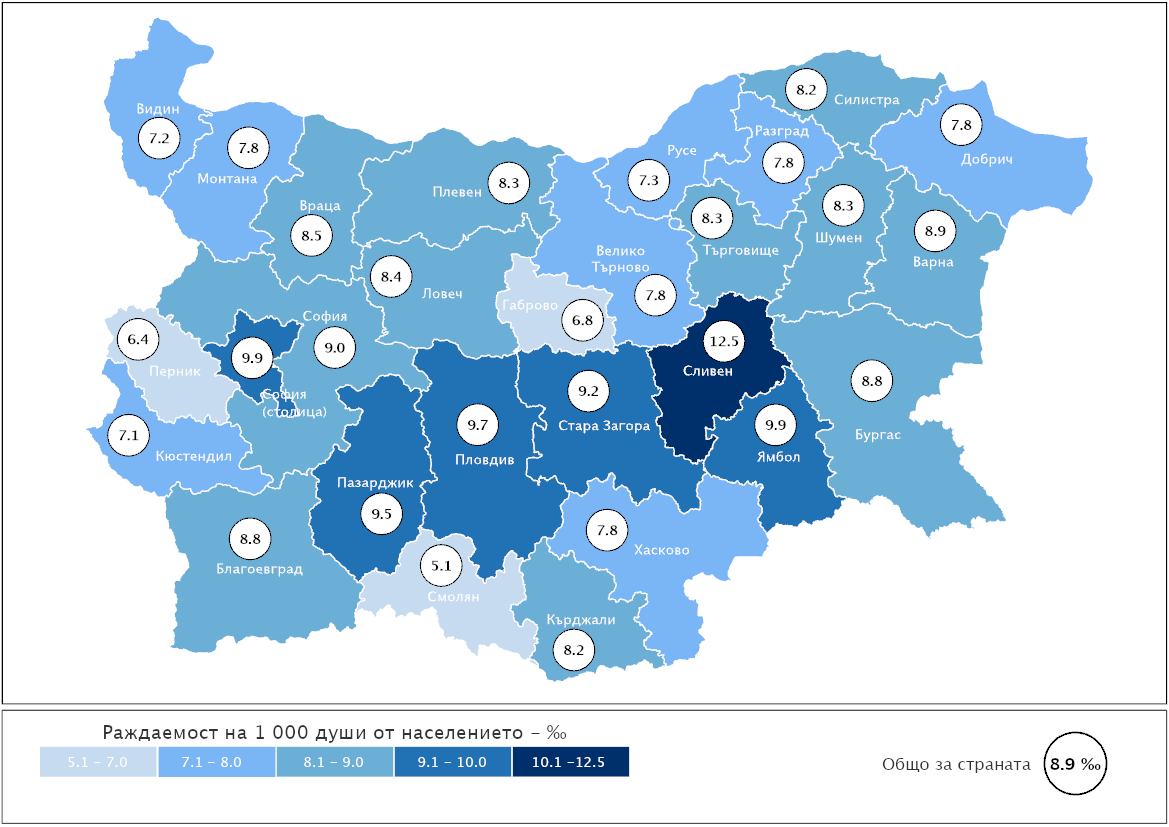 8.2
Силистра
Видин
7.2
7.8
Монтана
7.8
Добрич
Разград
7.8
Русе
7.3
Плевен
8.3
Враца
8.5
8.3
Търговище
8.3
Шумен
8.9
Варна
Велико
Търново
7.8
8.4
Ловеч
Габрово
6.8
6.4
Перник
София
9.0
9.9
София
(столица)
12.5
Сливен
8.8
Бургас
9.2
Стара Загора
9.7
Пловдив
9.9
Ямбол
7.1
Кюстендил
Пазарджик
9.5
8.8
Благоевград
7.8
Хасково
5.1
Смолян
Кърджали
8.2
Раждаемост на 1 000 души от населението – ‰
5.1 – 7.0
7.1 – 8.0
8.1 – 9.0
9.1 – 10.0
10.1 –12.5
Общо за страната
8.9 ‰